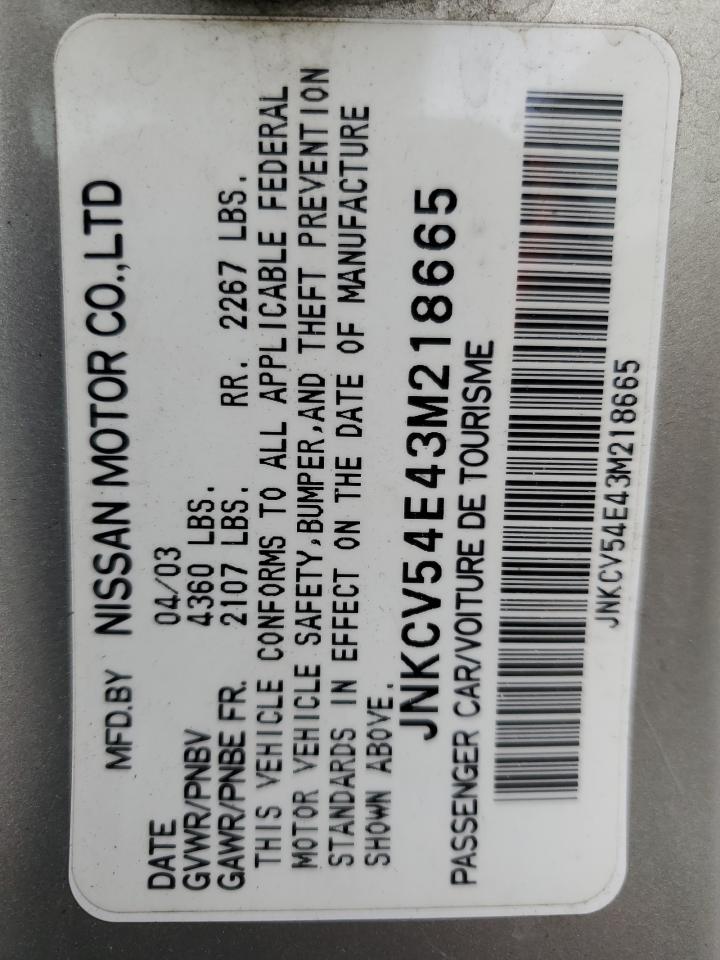 MFD.BY NISSAN MOTOR CO.,LTD
DATE 04/03
GVWR/PNBV 4360 LBS.
GAWR/PNBE FR. 2107 LBS. RR. 2267 LBS.
THIS VEHICLE CONFORMS TO ALL APPLICABLE FEDERAL
MOTOR VEHICLE SAFETY,BUMPER,AND THEFT PREVENTION
STANDARDS IN EFFECT ON THE DATE OF MANUFACTURE
SHOWN ABOVE.
JNKCV54E43M218665
PASSENGER CAR/VOITURE DE TOURISME
JNKCV54E43M218665